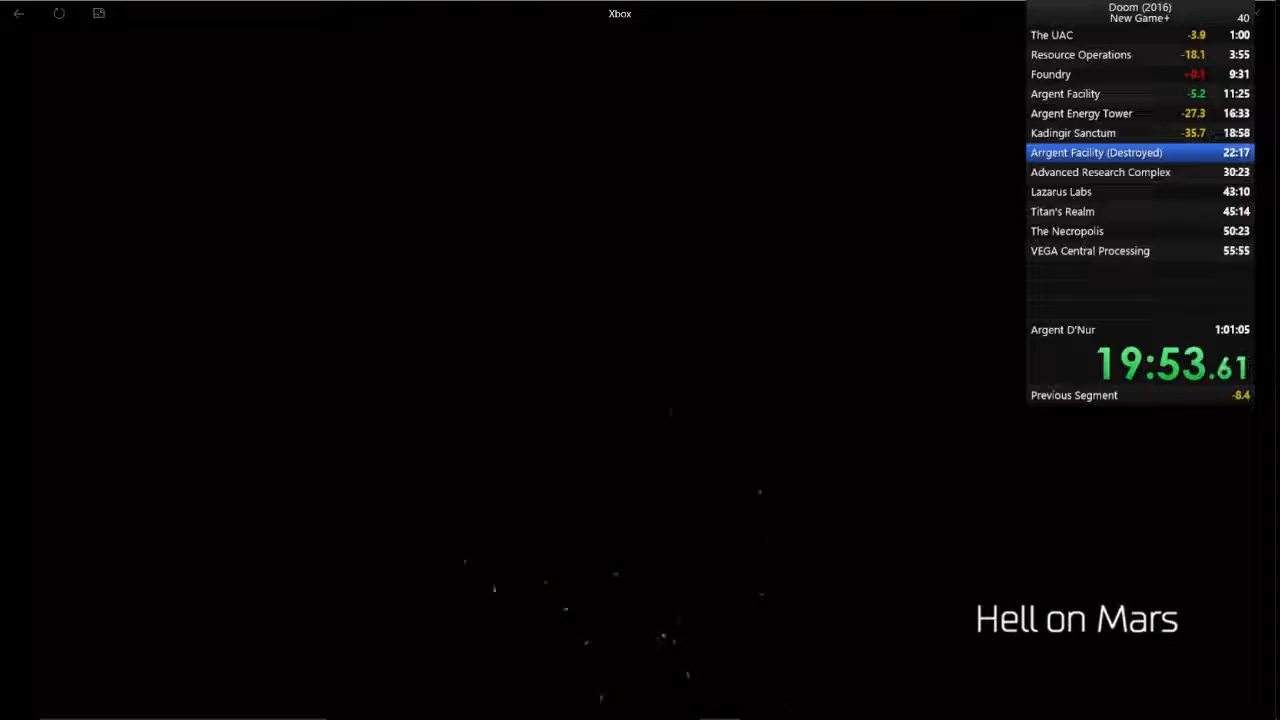 Xbox
Doom (2016)
New Game+ 40
The UAC -3.9 1:00
Resource Operations -18.1 3:55
Foundry +0.1 9:31
Argent Facility -5.2 11:25
Argent Energy Tower -27.3 16:33
Kadingir Sanctum -35.7 18:58
Arrgent Facility (Destroyed) 22:17
Advanced Research Complex 30:23
Lazarus Labs 43:10
Titan's Realm 45:14
The Necropolis 50:23
VEGA Central Processing 55:55
Argent D'Nur 1:01:05
19:53.61
Previous Segment -8.4
Hell on Mars